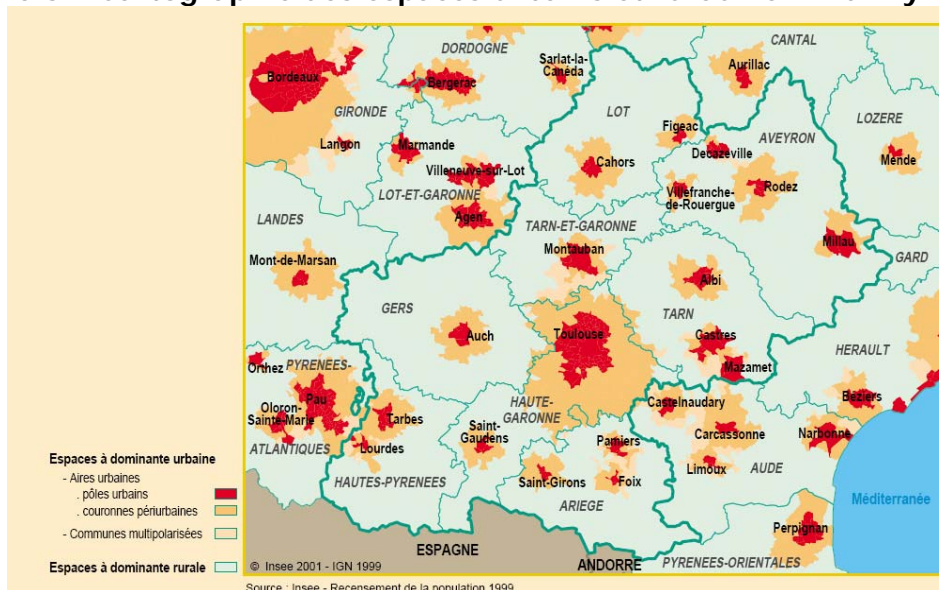 DORDOGNE
CANTAL
Sarlat-la-
Canéda
Aurillac
Bordeaux
Bergerac
GIRONDE
LOT
LOZERE
Figeac
AVEYRON
Langon
Marmande
Decazeville
Mende
Villeneuve-sur-Lot
Cahors
Villefranche-
de-Rouergue
Rodez
LOT-ET-GARONNE
LANDES
Agen
TARN-ET-GARONNE
Montauban
Millau
GARD
Mont-de-Marsan
Albi
GERS
TARN
Auch
Toulouse
Castres
HERAULT
Orthez
PYRENEES-
Mazamet
Pau
HAUTE-
GARONNE
Castelnaudary
Béziers
Oloron-
Sainte-Marie
Tarbes
Saint-
Gaudens
Carcassonne
Narbonne
ATLANTIQUES
Lourdes
Pamiers
Limoux
AUDE
HAUTES-PYRENEES
Saint-Girons
Foix
ARIEGE
Méditerranée
Perpignan
ESPAGNE
ANDORRE
PYRENEES-ORIENTALES
Espaces à dominante urbaine
- Aires urbaines
. pôles urbains
. couronnes périurbaines
- Communes multipolarisées
Espaces à dominante rurale
© Insee 2001 - IGN 1999
Source : Insee - Recensement de la population 1999